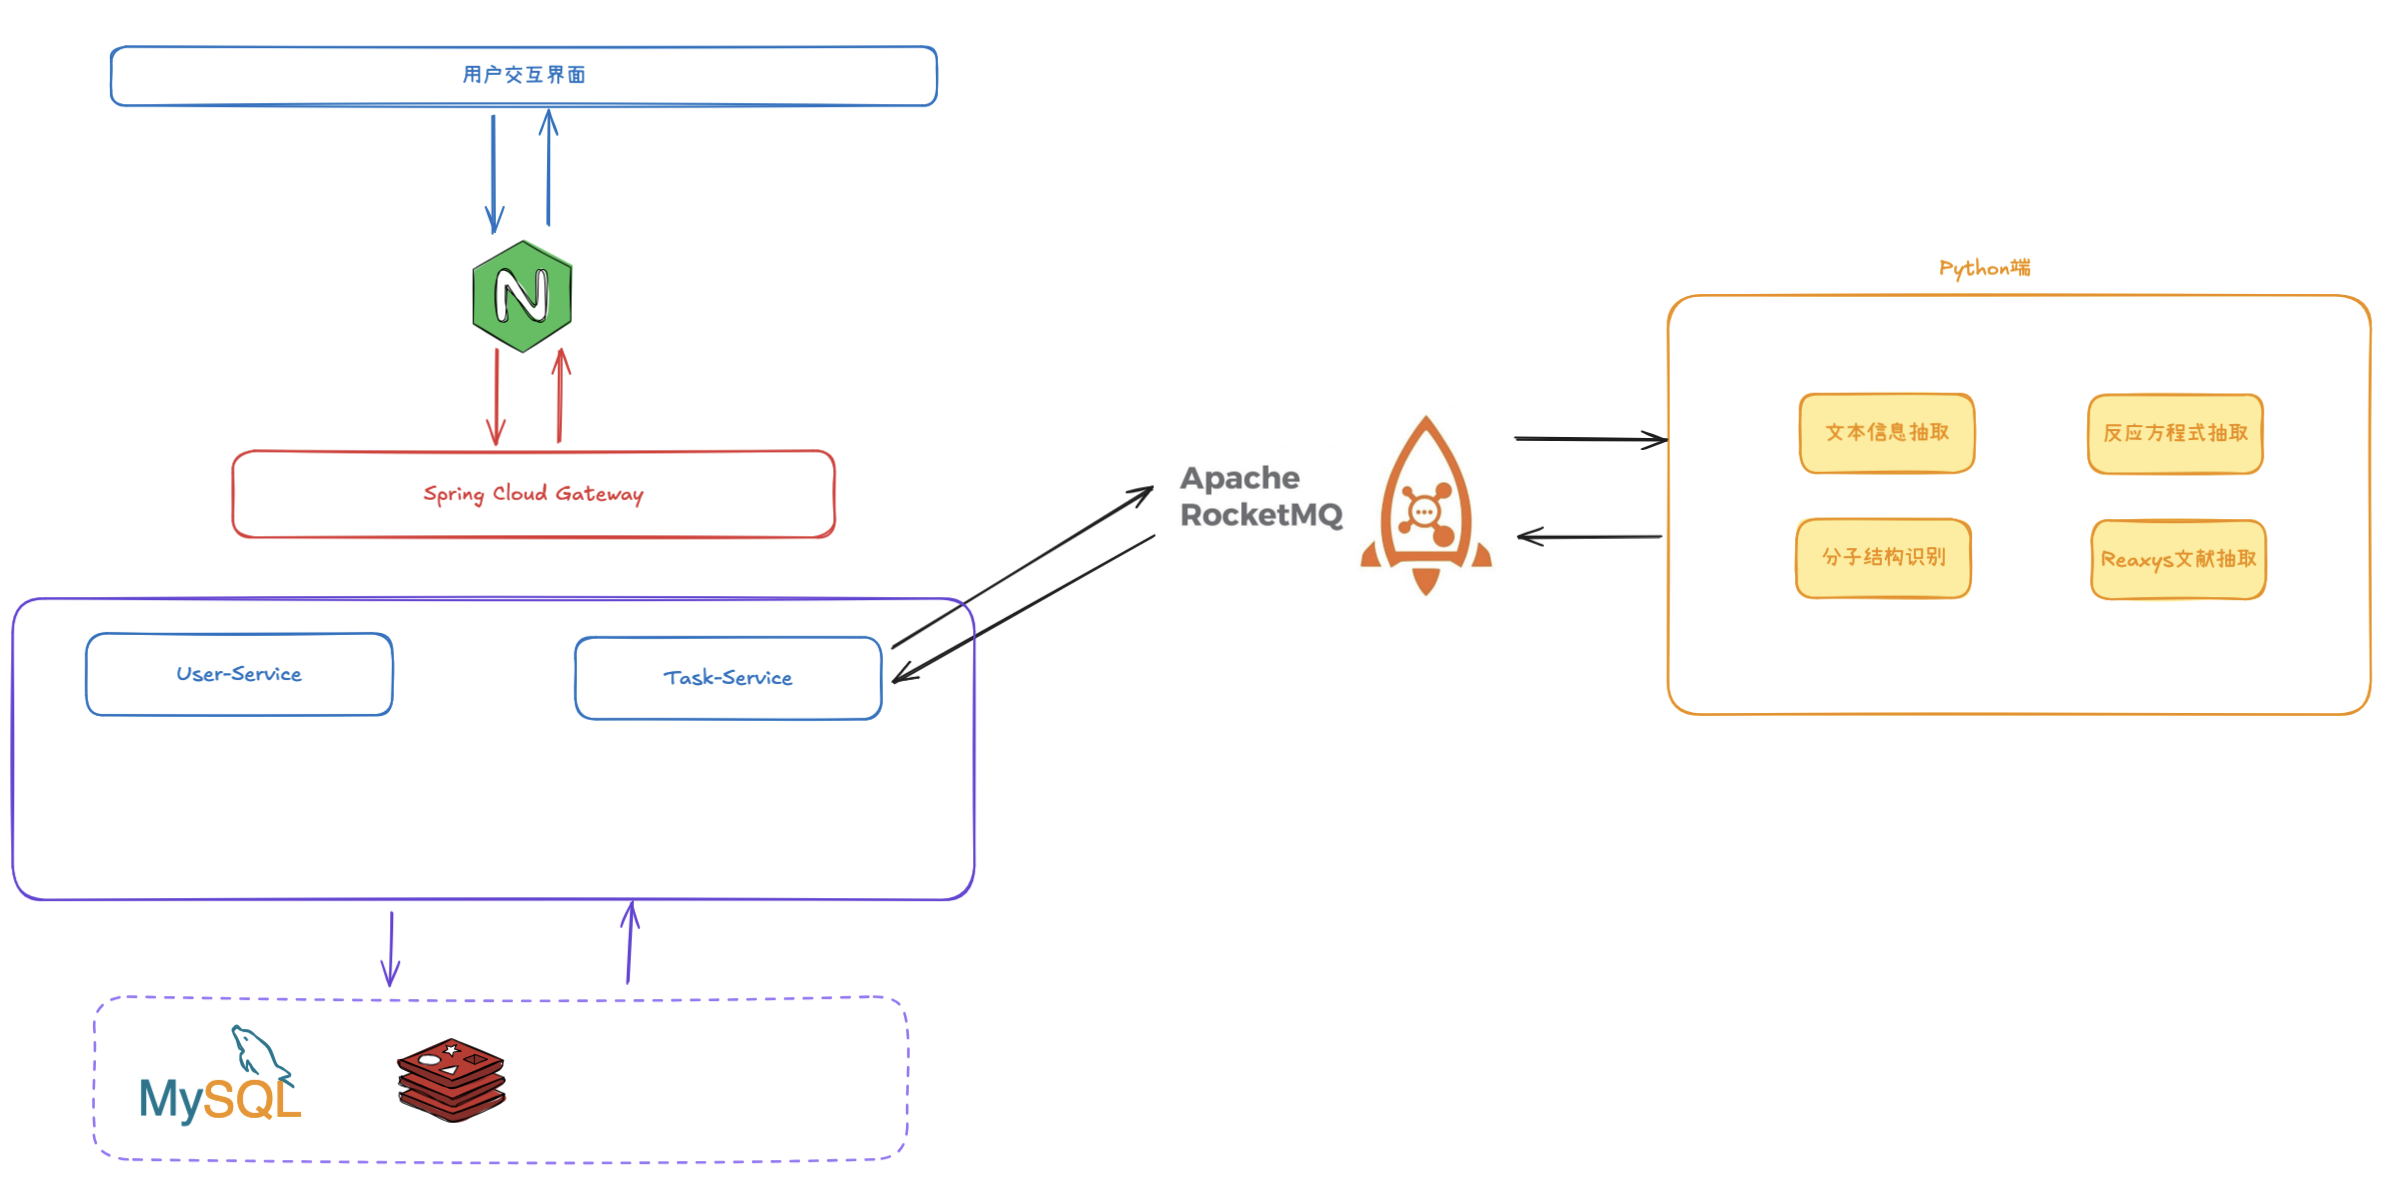 用户交互界面
N
Python端
Spring Cloud Gateway
Apache
RocketMQ
文本信息抽取
反应方程式抽取
分子结构识别
Reaxys文献抽取
User-Service
Task-Service
MySQL